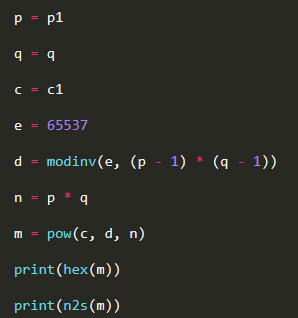 p = p1
q = q
c = c1
e = 65537
d = modinv(e, (p - 1) * (q - 1))
n = p * q
m = pow(c, d, n)
print(hex(m))
print(n2s(m))